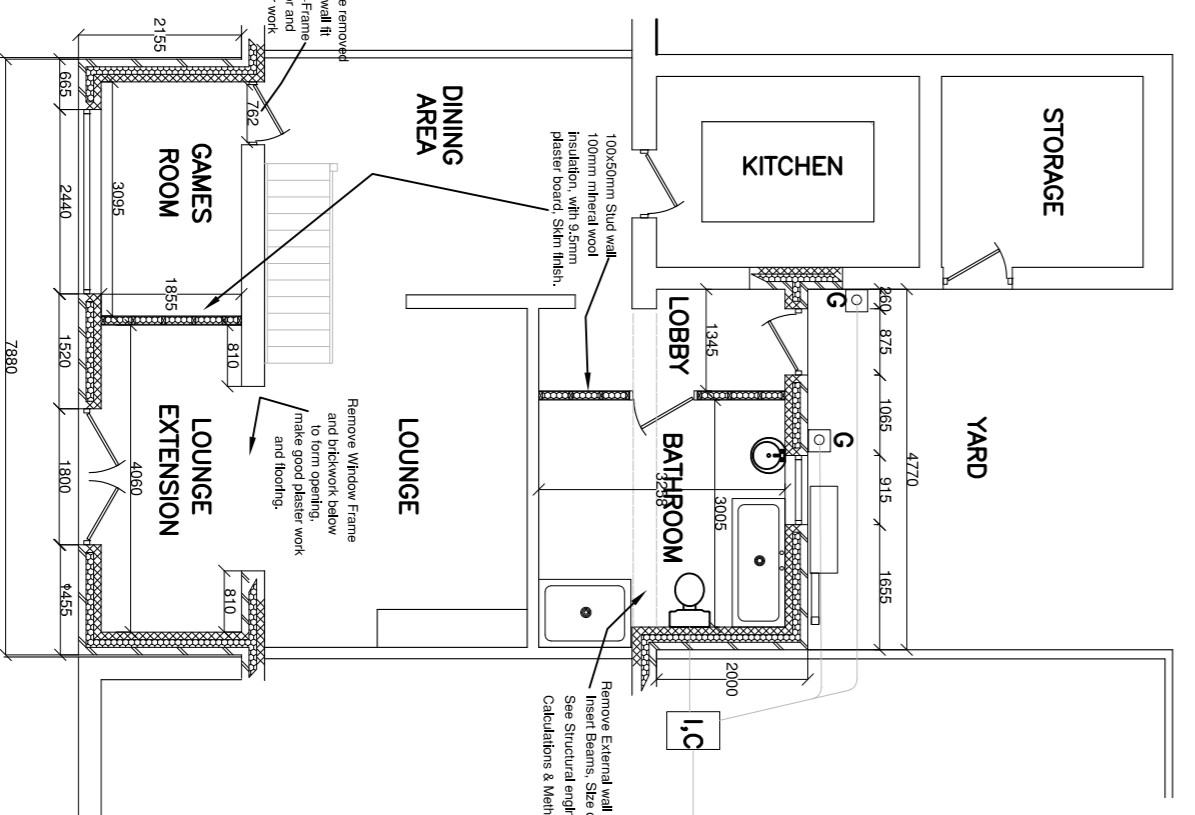 STORAGE
KITCHEN
YARD
DINING
AREA
GAMES
ROOM
LOBBY
BATHROOM
LOUNGE
LOUNGE
EXTENSION
G
G
I,C
e removed
wall fit
-Frame
or and
work
100x50mm Stud wall
100mm mineral wool
insulation, with 9.5mm
plaster board, Skim finish.
Remove Window Frame
and brickwork below
to form opening,
make good plaster work
and flooring.
Remove External wall
Insert Beams, Size
See Structural engin
Calculations & Meth
260
875
1065
915
1655
4770
1345
3005
3258
2000
762
3095
1855
810
810
4060
2155
665
2440
1520
1800
455
7880